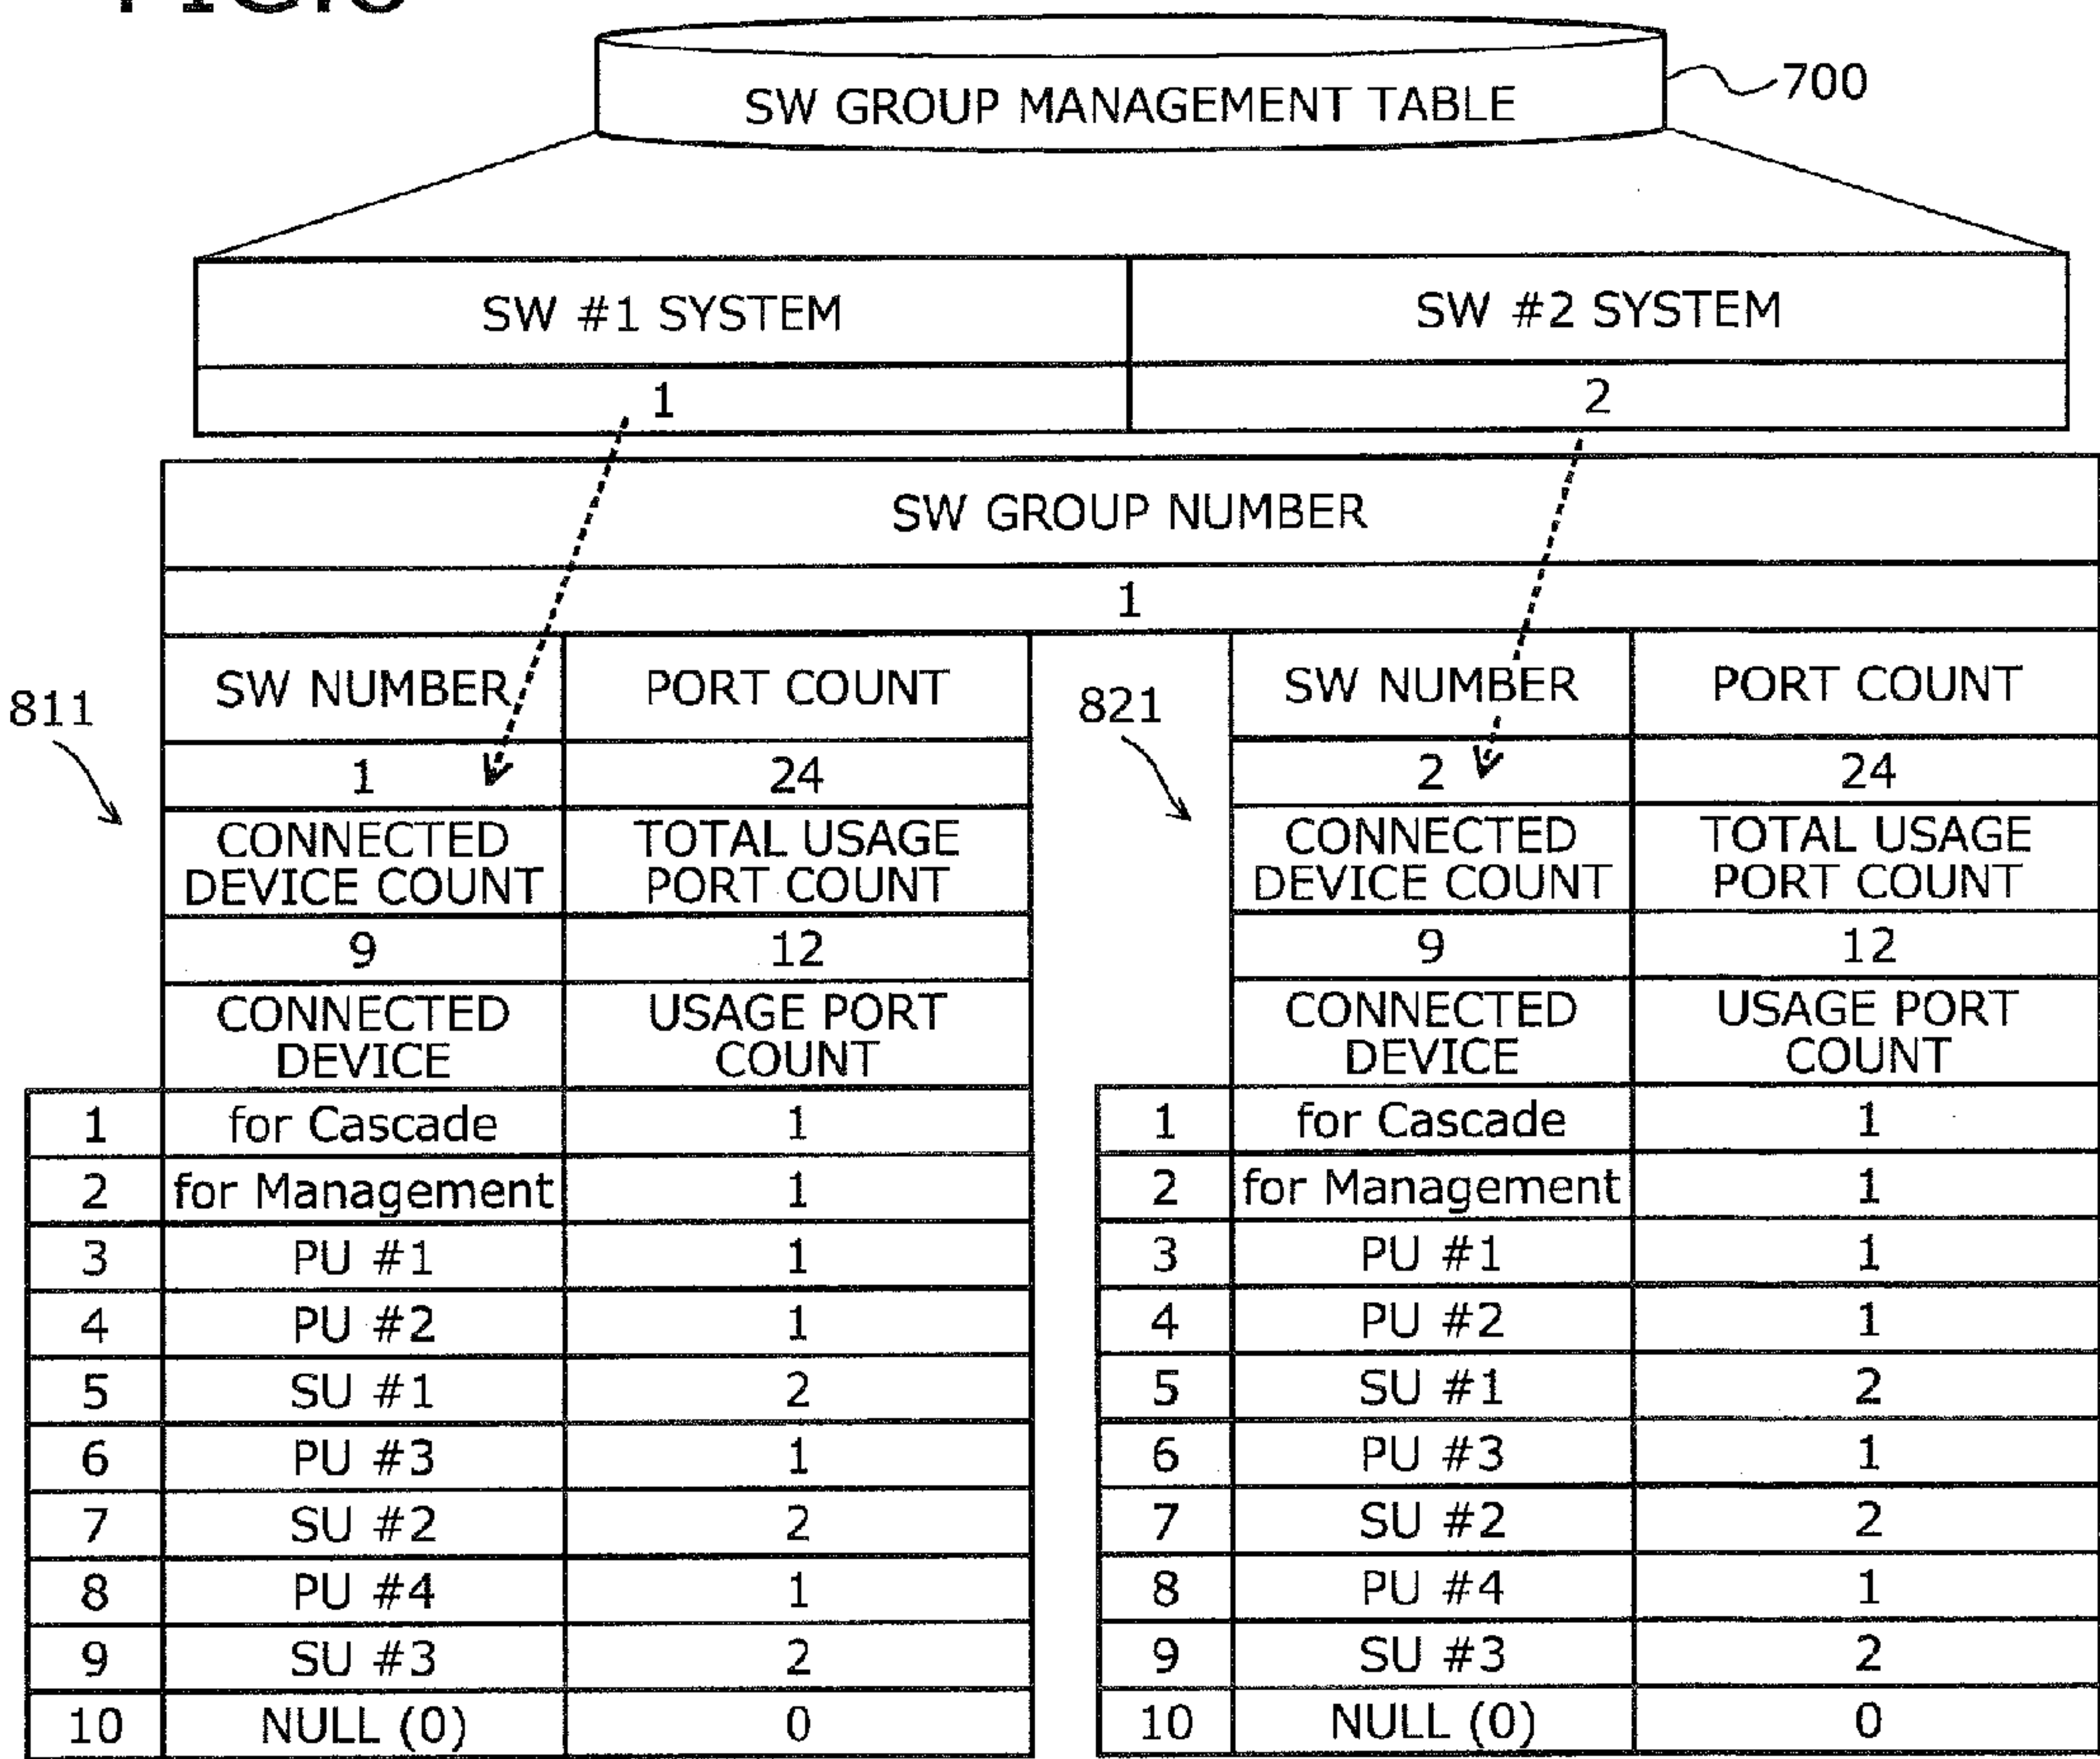 SW GROUP MANAGEMENT TABLE
700
SW #1 SYSTEM SW #2 SYSTEM
1 2
SW GROUP NUMBER
1
811
SW NUMBER PORT COUNT
1 24
CONNECTED DEVICE COUNT TOTAL USAGE PORT COUNT
9 12
CONNECTED DEVICE USAGE PORT COUNT
1 for Cascade 1
2 for Management 1
3 PU #1 1
4 PU #2 1
5 SU #1 2
6 PU #3 1
7 SU #2 2
8 PU #4 1
9 SU #3 2
10 NULL (0) 0
821
SW NUMBER PORT COUNT
2 24
CONNECTED DEVICE COUNT TOTAL USAGE PORT COUNT
9 12
CONNECTED DEVICE USAGE PORT COUNT
1 for Cascade 1
2 for Management 1
3 PU #1 1
4 PU #2 1
5 SU #1 2
6 PU #3 1
7 SU #2 2
8 PU #4 1
9 SU #3 2
10 NULL (0) 0